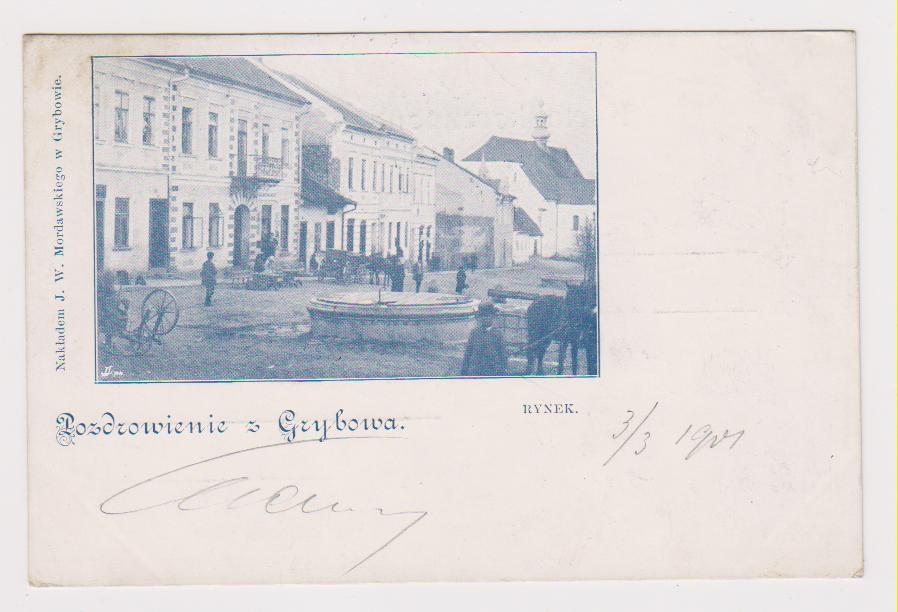 Nakładem J. W. Mordawskiego w Grybowie.
RYNEK.
Pozdrowienie z Grybowa.
3/3 1901